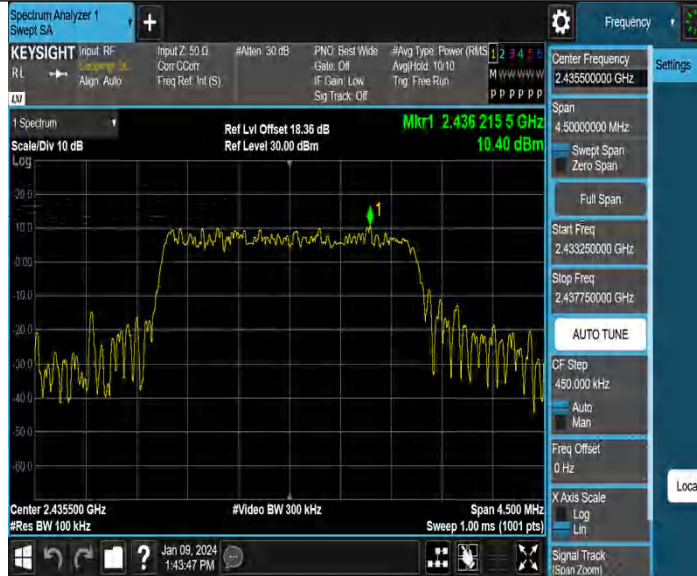 Spectrum Analyzer 1
Swept SA
+
Frequency
KEYSIGHT
RL
Input: RF
Align: Auto
Input Z: 50 Ω
Corr CCorr
Freq Ref: Int (S)
#Atten: 30 dB
PNO: Best Wide
Gate: Off
IF Gain: Low
Sig Track: Off
#Avg Type: Power (RMS
Avg|Hold: 10/10
Trig: Free Run
1 2 3 4 5 6
M W W W W W
P P P P P P
1 Spectrum
Scale/Div 10 dB
Log
Ref Lvl Offset 18.36 dB
Ref Level 30.00 dBm
Mkr1 2.436 215 5 GHz
10.40 dBm
1
20.0
10.0
0.00
-10.0
-20.0
-30.0
-40.0
-50.0
-60.0
Center 2.435500 GHz
#Res BW 100 kHz
#Video BW 300 kHz
Span 4.500 MHz
Sweep 1.00 ms (1001 pts)
?
Jan 09, 2024
1:43:47 PM
Center Frequency
2.435500000 GHz
Span
4.50000000 MHz
Swept Span
Zero Span
Full Span
Start Freq
2.433250000 GHz
Stop Freq
2.437750000 GHz
AUTO TUNE
CF Step
450.000 kHz
Auto
Man
Freq Offset
0 Hz
X Axis Scale
Log
Lin
Signal Track
(Span Zoom)
Settings
Loca